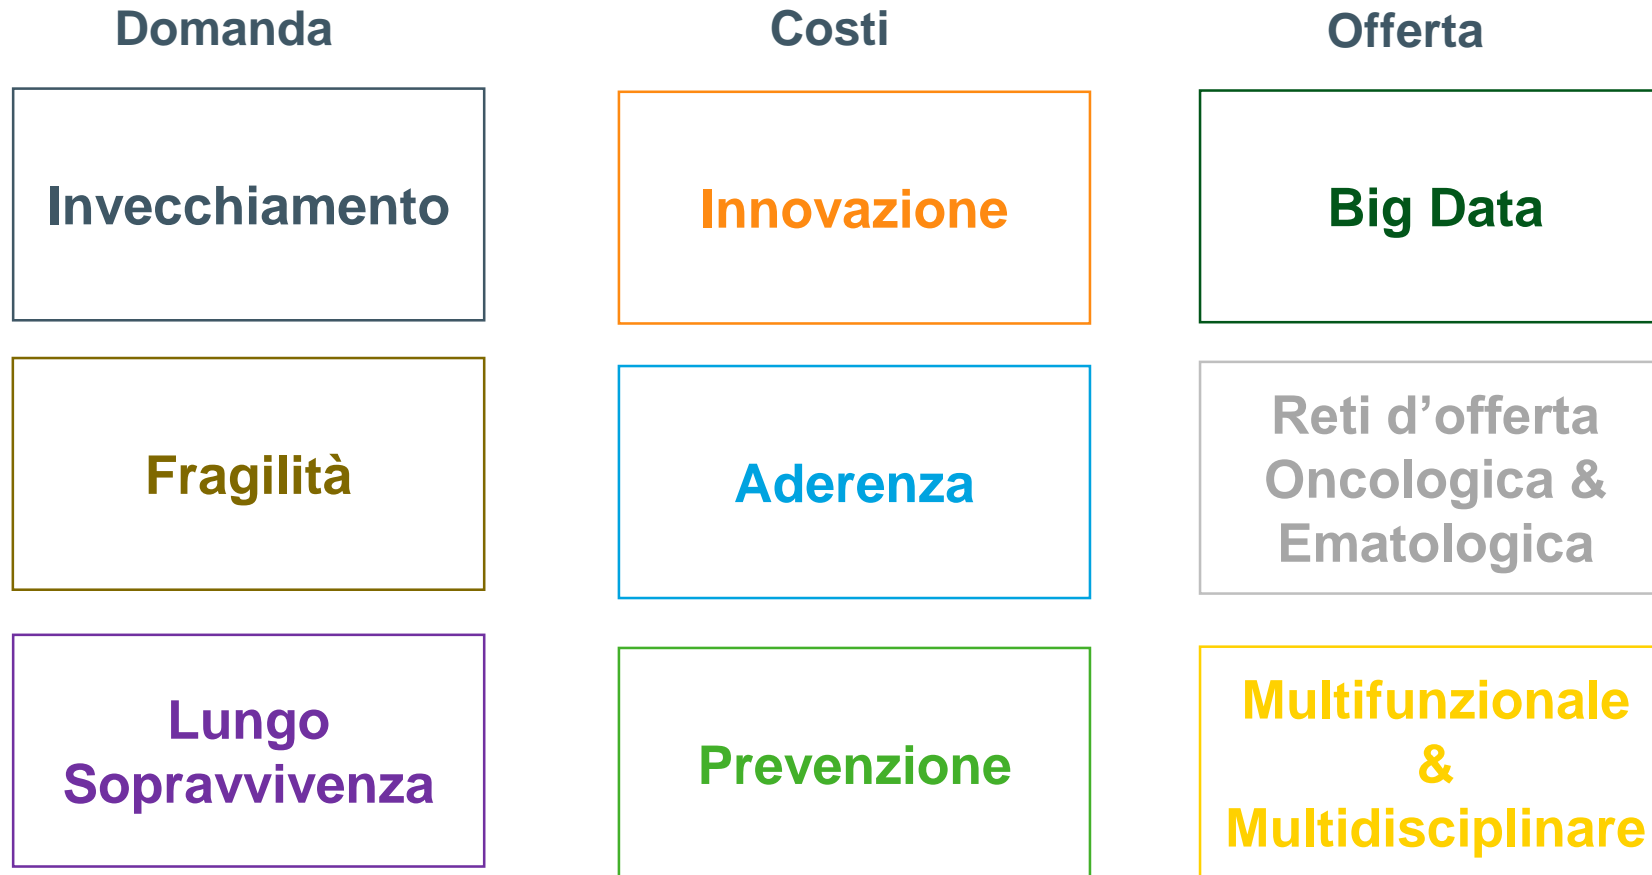 Domanda
Costi
Offerta
Invecchiamento
Innovazione
Big Data
Fragilità
Aderenza
Reti d’offerta
Oncologica &
Ematologica
Lungo
Sopravvivenza
Prevenzione
Multifunzionale
&
Multidisciplinare